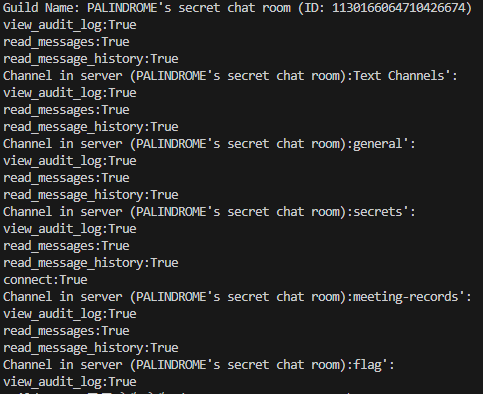 Guild Name: PALINDROME's secret chat room (ID: 1130166064710426674)
view_audit_log:True
read_messages:True
read_message_history:True
Channel in server (PALINDROME's secret chat room):Text Channels':
view_audit_log:True
read_messages:True
read_message_history:True
Channel in server (PALINDROME's secret chat room):general':
view_audit_log:True
read_messages:True
read_message_history:True
Channel in server (PALINDROME's secret chat room):secrets':
view_audit_log:True
read_messages:True
read_message_history:True
connect:True
Channel in server (PALINDROME's secret chat room):meeting-records':
view_audit_log:True
read_messages:True
read_message_history:True
Channel in server (PALINDROME's secret chat room):flag':
view_audit_log:True